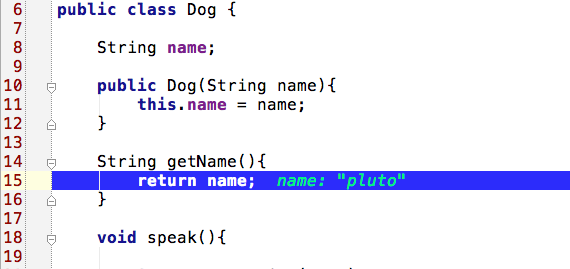 6 public class Dog {
7
8 String name;
9
10 public Dog(String name){
11 this.name = name;
12 }
13
14 String getName(){
15 return name; name: "pluto"
16 }
17
18 void speak(){
19